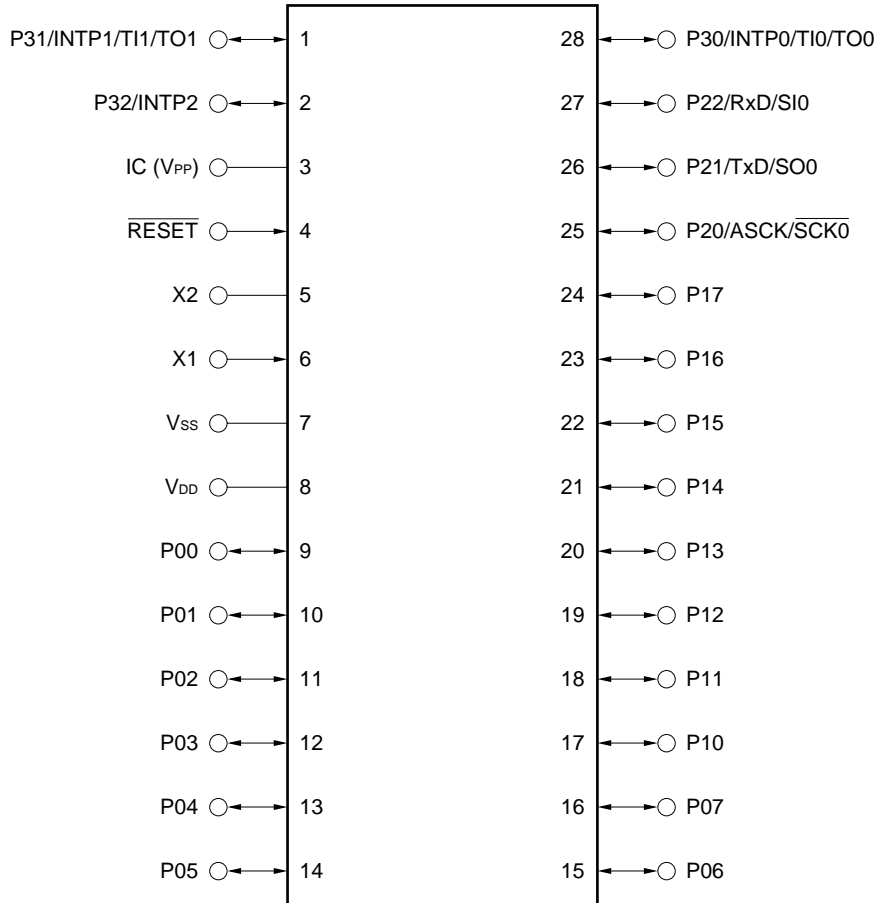 P31/INTP1/TI1/TO1 1 28 P30/INTP0/TI0/TO0
P32/INTP2 2 27 P22/RxD/SI0
IC (VPP) 3 26 P21/TxD/SO0
RESET 4 25 P20/ASCK/SCK0
X2 5 24 P17
X1 6 23 P16
VSS 7 22 P15
VDD 8 21 P14
P00 9 20 P13
P01 10 19 P12
P02 11 18 P11
P03 12 17 P10
P04 13 16 P07
P05 14 15 P06